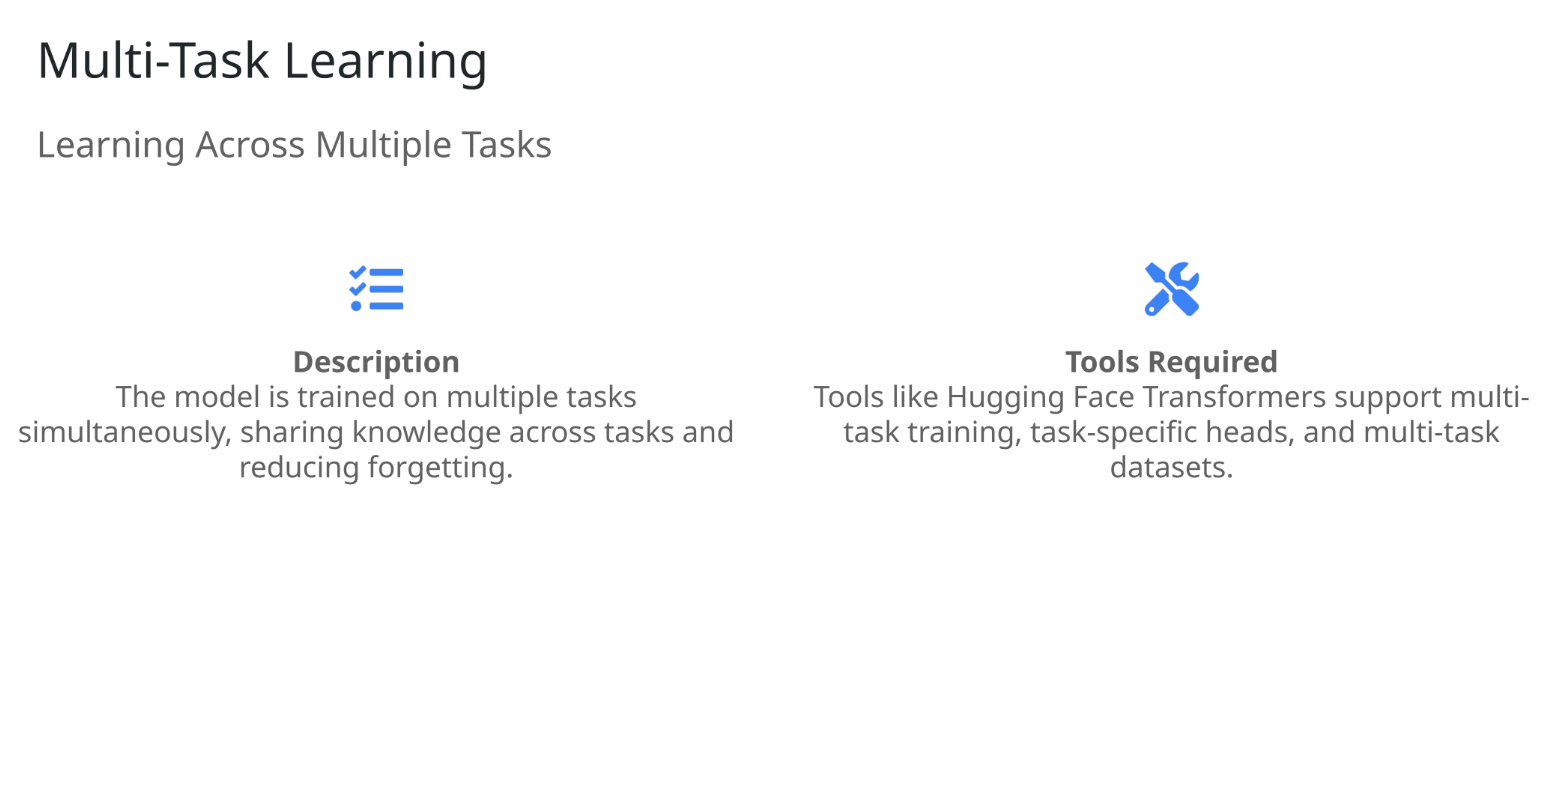 Multi-Task Learning
Learning Across Multiple Tasks
Description
The model is trained on multiple tasks
simultaneously, sharing knowledge across tasks and
reducing forgetting.
Tools Required
Tools like Hugging Face Transformers support multi-
task training, task-specific heads, and multi-task
datasets.